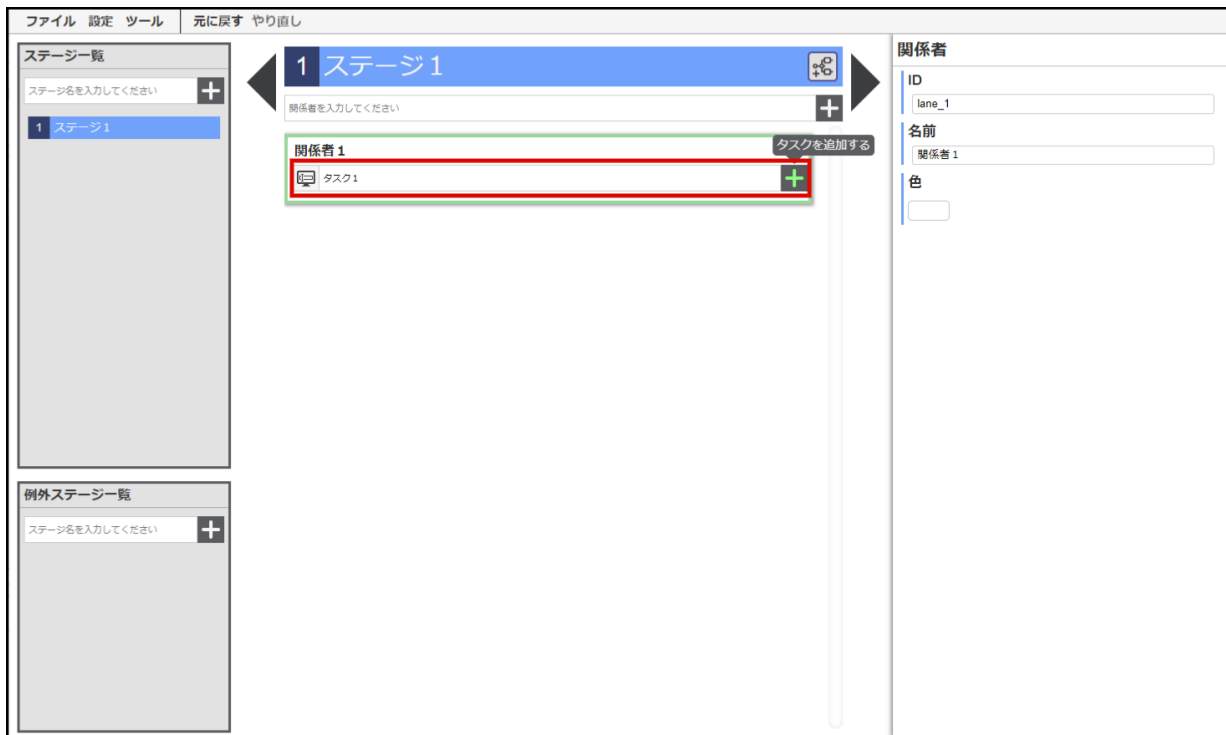 ファイル 設定 ツール 元に戻す やり直し
ステージ一覧
ステージ名を入力してください
1 ステージ1
例外ステージ一覧
ステージ名を入力してください
1 ステージ1
関係者を入力してください
関係者1
タスクを追加する
タスク1
関係者
ID
lane_1
名前
関係者1
色